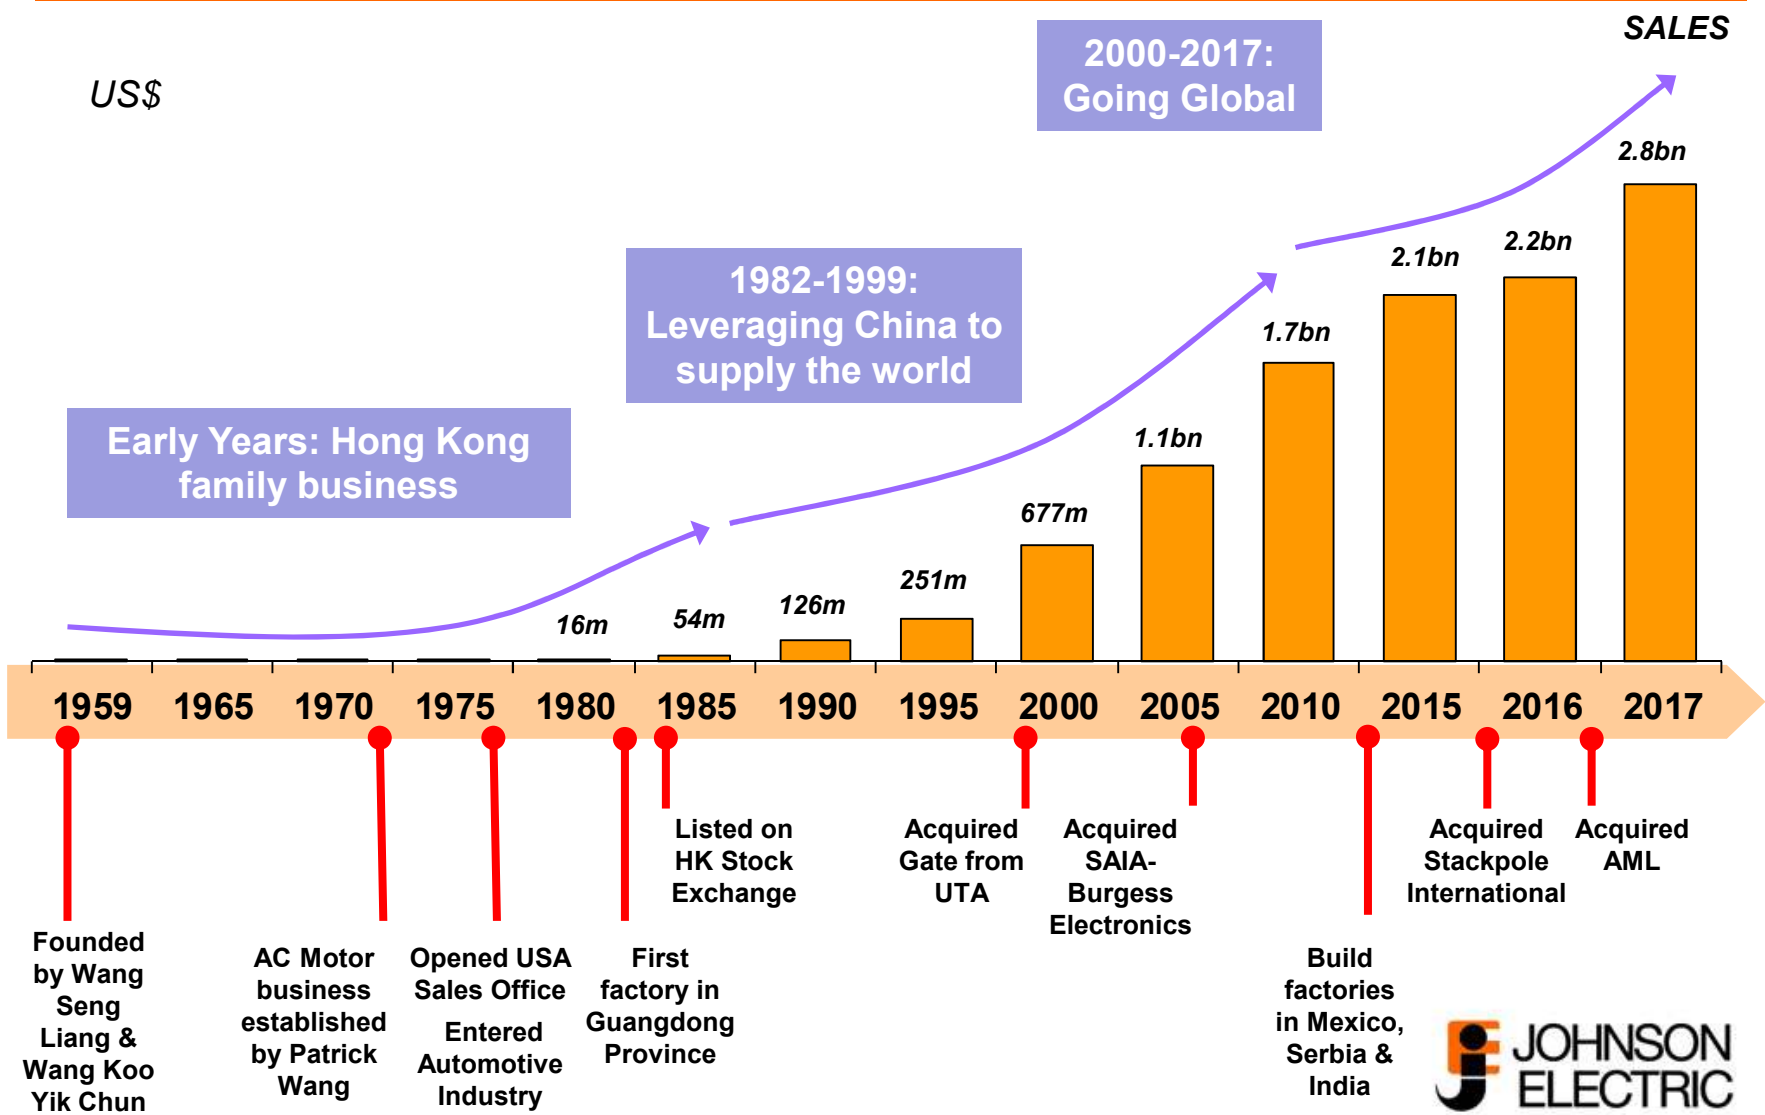 SALES
US$
2000-2017:
Going Global
2.8bn
2.2bn
2.1bn
1982-1999:
Leveraging China to
supply the world
1.7bn
Early Years: Hong Kong
family business
1.1bn
677m
251m
126m
54m
16m
1959 1965 1970 1975 1980 1985 1990 1995 2000 2005 2010 2015 2016 2017
Founded
by Wang
Seng
Liang &
Wang Koo
Yik Chun
AC Motor
business
established
by Patrick
Wang
Opened USA
Sales Office
Entered
Automotive
Industry
First
factory in
Guangdong
Province
Listed on
HK Stock
Exchange
Acquired
Gate from
UTA
Acquired
SAIA-
Burgess
Electronics
Build
factories
in Mexico,
Serbia &
India
Acquired
Stackpole
International
Acquired
AML
JOHNSON
ELECTRIC